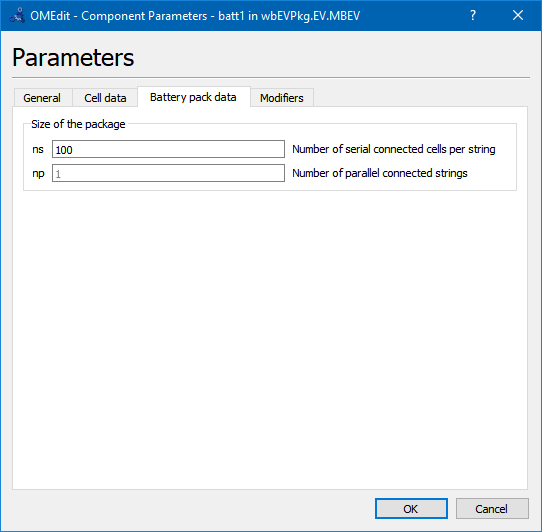 OMEdit - Component Parameters - batt1 in wbEVPkg.EV.MBEV
Parameters
General Cell data Battery pack data Modifiers
Size of the package
ns 100 Number of serial connected cells per string
np 1 Number of parallel connected strings
OK Cancel